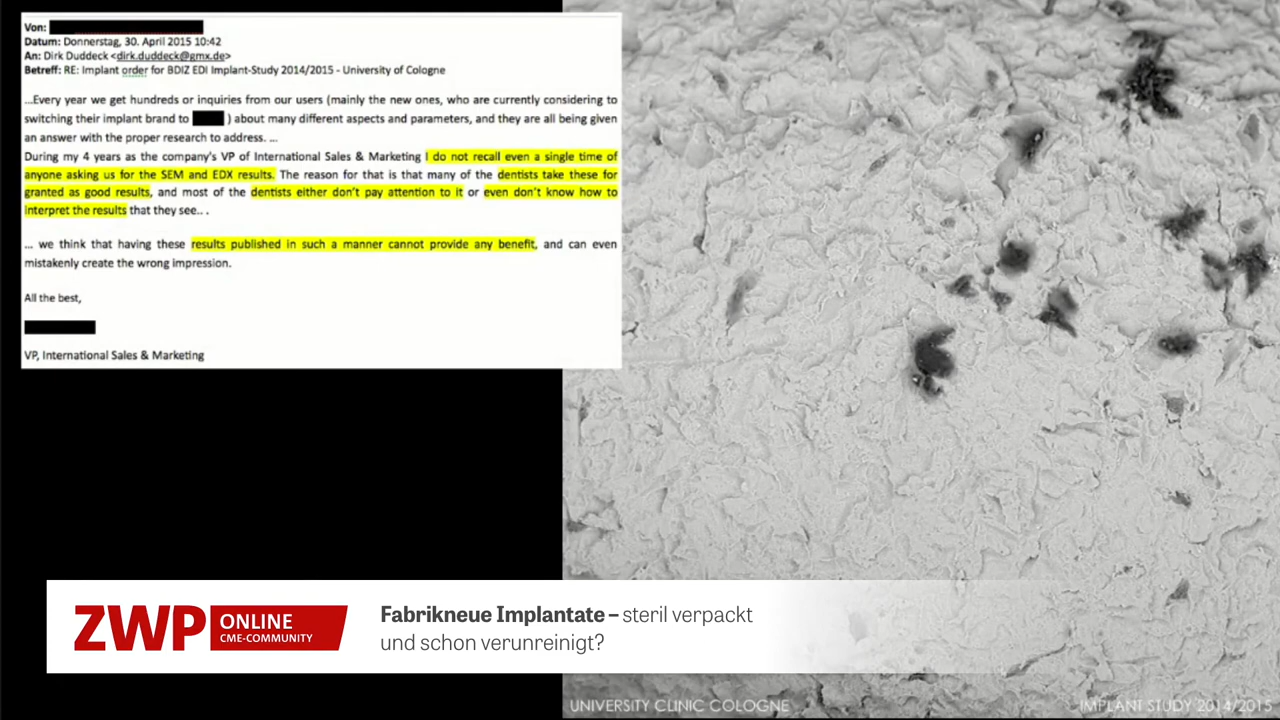 Von:
Datum: Donnerstag, 30. April 2015 10:42
An: Dirk Duddeck <dirk.duddeck@gmx.de>
Betreff: RE: Implant order for BDIZ EDI Implant-Study 2014/2015 - University of Cologne
...Every year we get hundreds or inquiries from our users (mainly the new ones, who are currently considering to
switching their implant brand to ) about many different aspects and parameters, and they are all being given
an answer with the proper research to address. ...
During my 4 years as the company's VP of International Sales & Marketing I do not recall even a single time of
anyone asking us for the SEM and EDX results. The reason for that is that many of the dentists take these for
granted as good results, and most of the dentists either don't pay attention to it or even don't know how to
interpret the results that they see.. .
... we think that having these results published in such a manner cannot provide any benefit, and can even
mistakenly create the wrong impression.
All the best,
VP, International Sales & Marketing
ZWP ONLINE
CME-COMMUNITY
Fabrikneue Implantate – steril verpackt
und schon verunreinigt?
UNIVERSITY CLINIC COLOGNE
IMPLANT STUDY 2014/2015